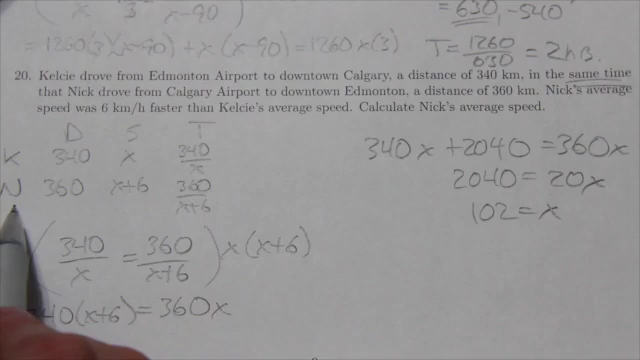 x 3 x-90
= 630, -540
= 1260(3)(x-90) + x (x-90) = 1260x(3)
T = 1260/630 = 2hB.
20. Kelcie drove from Edmonton Airport to downtown Calgary, a distance of 340 km, in the same time
that Nick drove from Calgary Airport to downtown Edmonton, a distance of 360 km. Nick's average
speed was 6 km/h faster than Kelcie's average speed. Calculate Nick's average speed.
D S T
K 340 x 340/x
N 360 x+6 360/x+6
(340/x = 360/x+6) x (x+6)
40(x+6) = 360x
340x + 2040 = 360x
2040 = 20x
102 = x